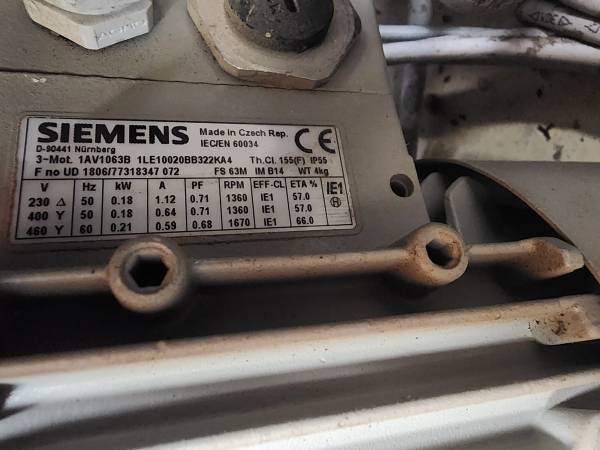 SIEMENS Made in Czech Rep. CE
D-90441 Nürnberg IEC/EN 60034
3~Mot. 1AV1063B 1LE10020BB322KA4 Th.Cl. 155(F) IP55
F no UD 1806/77318347 072 FS 63M IM B14 WT 4kg
V Hz kW A PF RPM EFF-CL ETA % IE1
230 Δ 50 0.18 1.12 0.71 1360 IE1 57.0
400 Y 50 0.18 0.64 0.71 1360 IE1 57.0
460 Y 60 0.21 0.59 0.68 1670 IE1 66.0